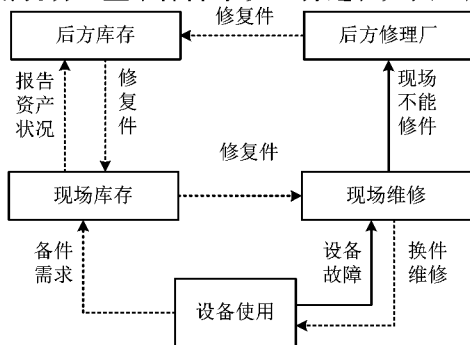 修复件
后方库存
后方修理厂
报告
资产
状况
修
复
件
现场
不能
修件
修复件
现场库存
现场维修
备件
需求
设备
故障
换件
维修
设备使用